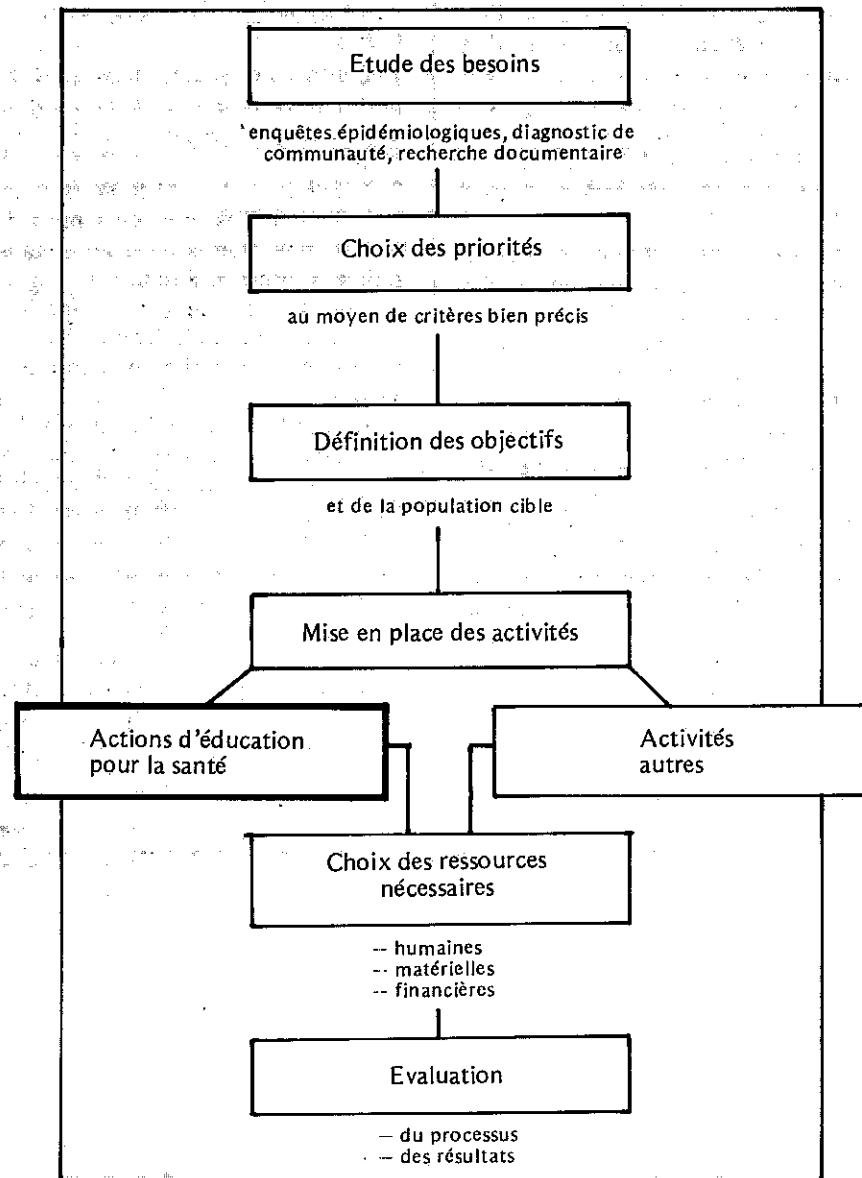 Etude des besoins
enquêtes épidémiologiques, diagnostic de
communauté, recherche documentaire
Choix des priorités
au moyen de critères bien précis
Définition des objectifs
et de la population cible
Mise en place des activités
Actions d'éducation
pour la santé
Activités
autres
Choix des ressources
nécessaires
-- humaines
-- matérielles
-- financières
Evaluation
— du processus
— des résultats